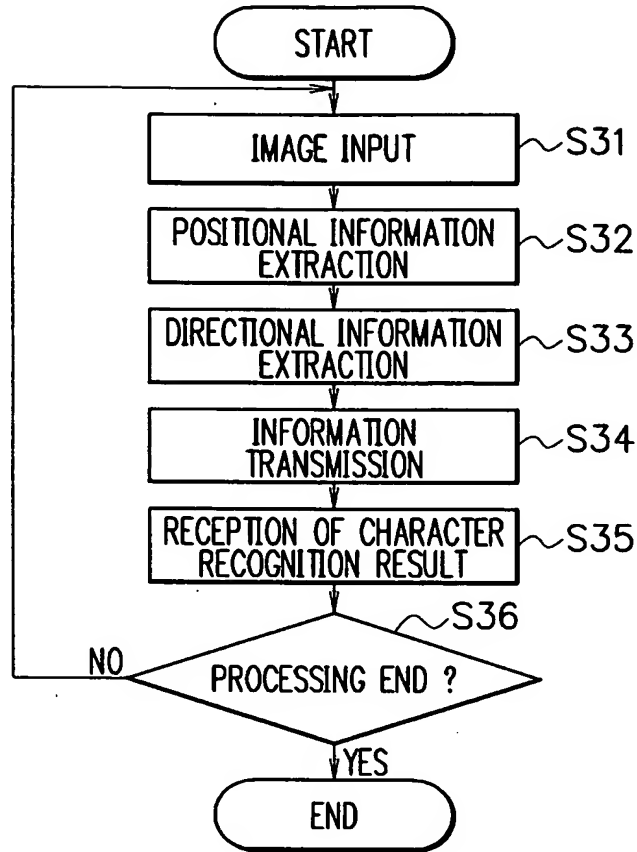 START
IMAGE INPUT
S31
POSITIONAL INFORMATION
EXTRACTION
S32
DIRECTIONAL INFORMATION
EXTRACTION
S33
INFORMATION
TRANSMISSION
S34
RECEPTION OF CHARACTER
RECOGNITION RESULT
S35
S36
NO
PROCESSING END ?
YES
END